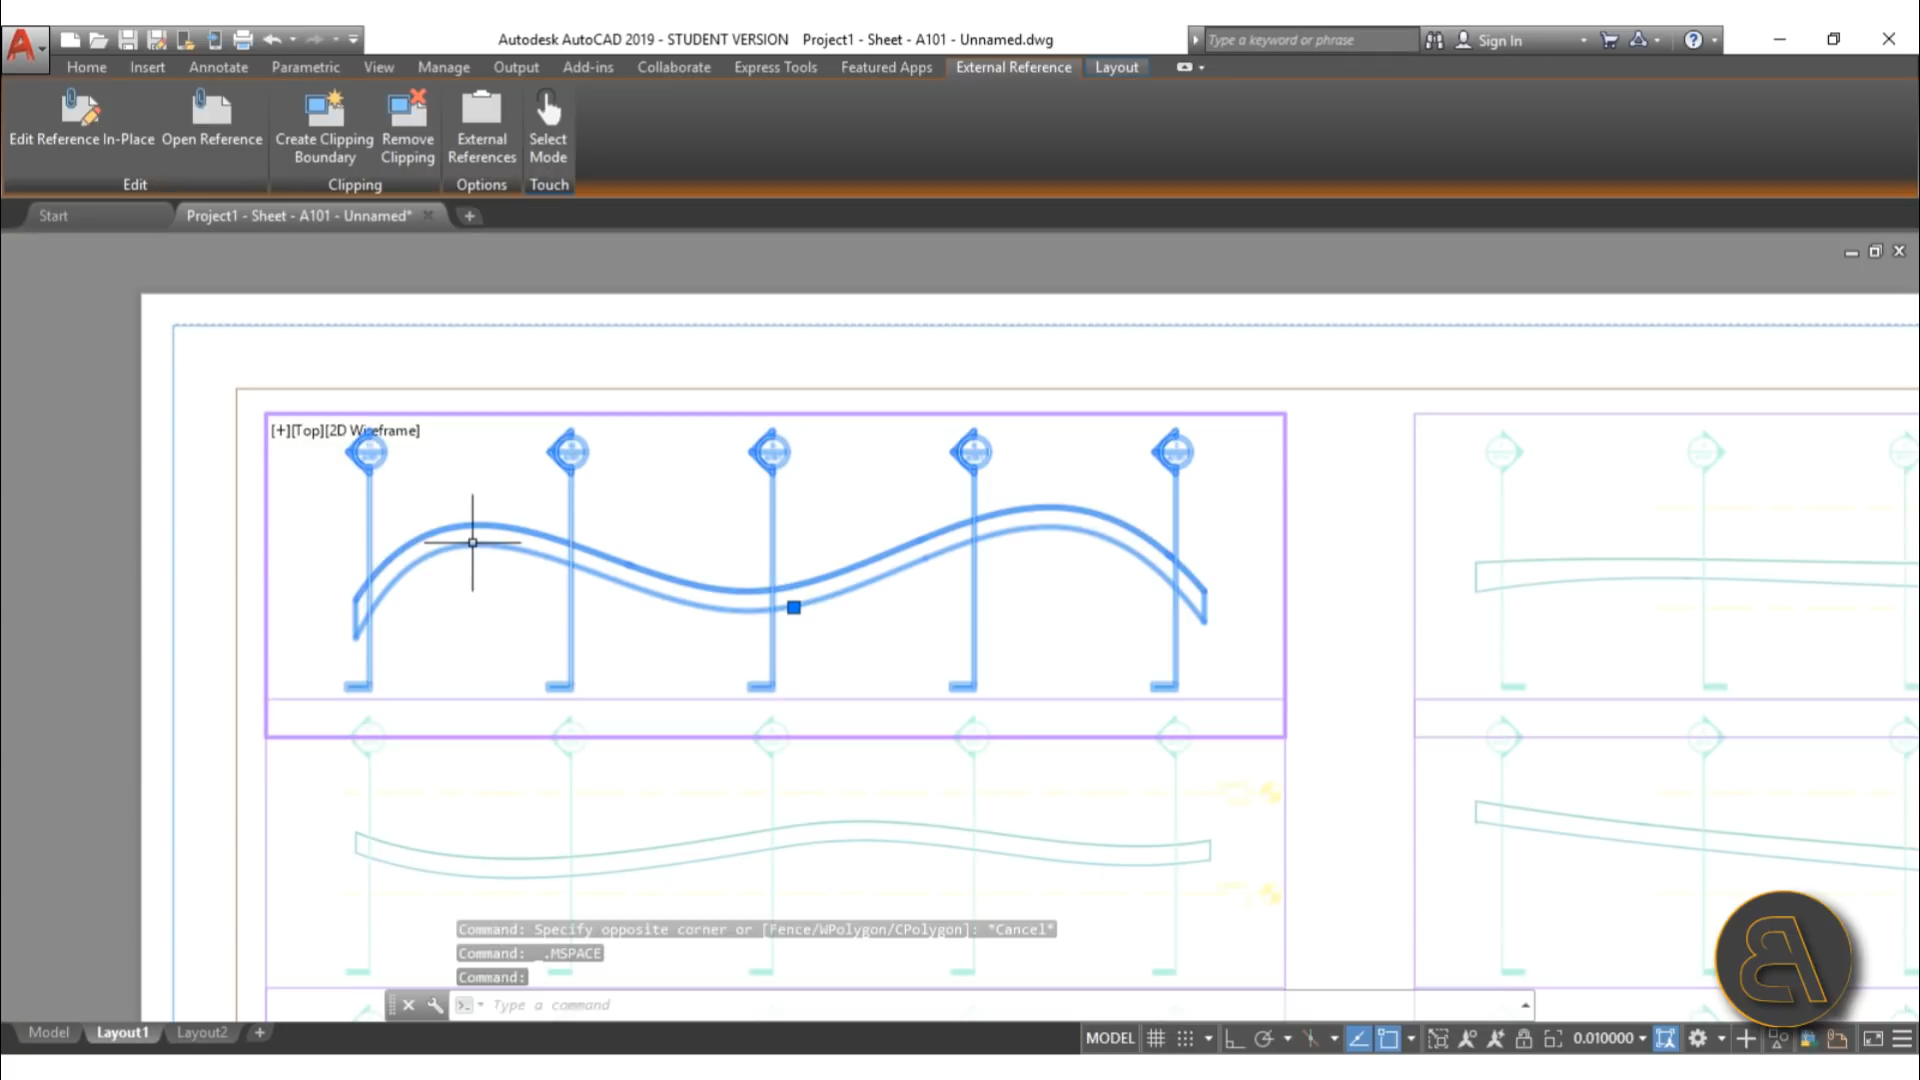 Autodesk AutoCAD 2019 - STUDENT VERSION Project1 - Sheet - A101 - Unnamed.dwg
Type a keyword or phrase
Sign In
Home Insert Annotate Parametric View Manage Output Add-ins Collaborate Express Tools Featured Apps External Reference Layout
Edit Reference In-Place Open Reference
Create Clipping Boundary
Remove Clipping
External References
Select Mode
Edit Clipping Options Touch
Start Project1 - Sheet - A101 - Unnamed*
[+][Top][2D Wireframe]
Command: Specify opposite corner or [Fence/WPolygon/CPolygon]: *Cancel*
Command: _.MSPACE
Command:
Type a command
Model Layout1 Layout2
MODEL 0.010000